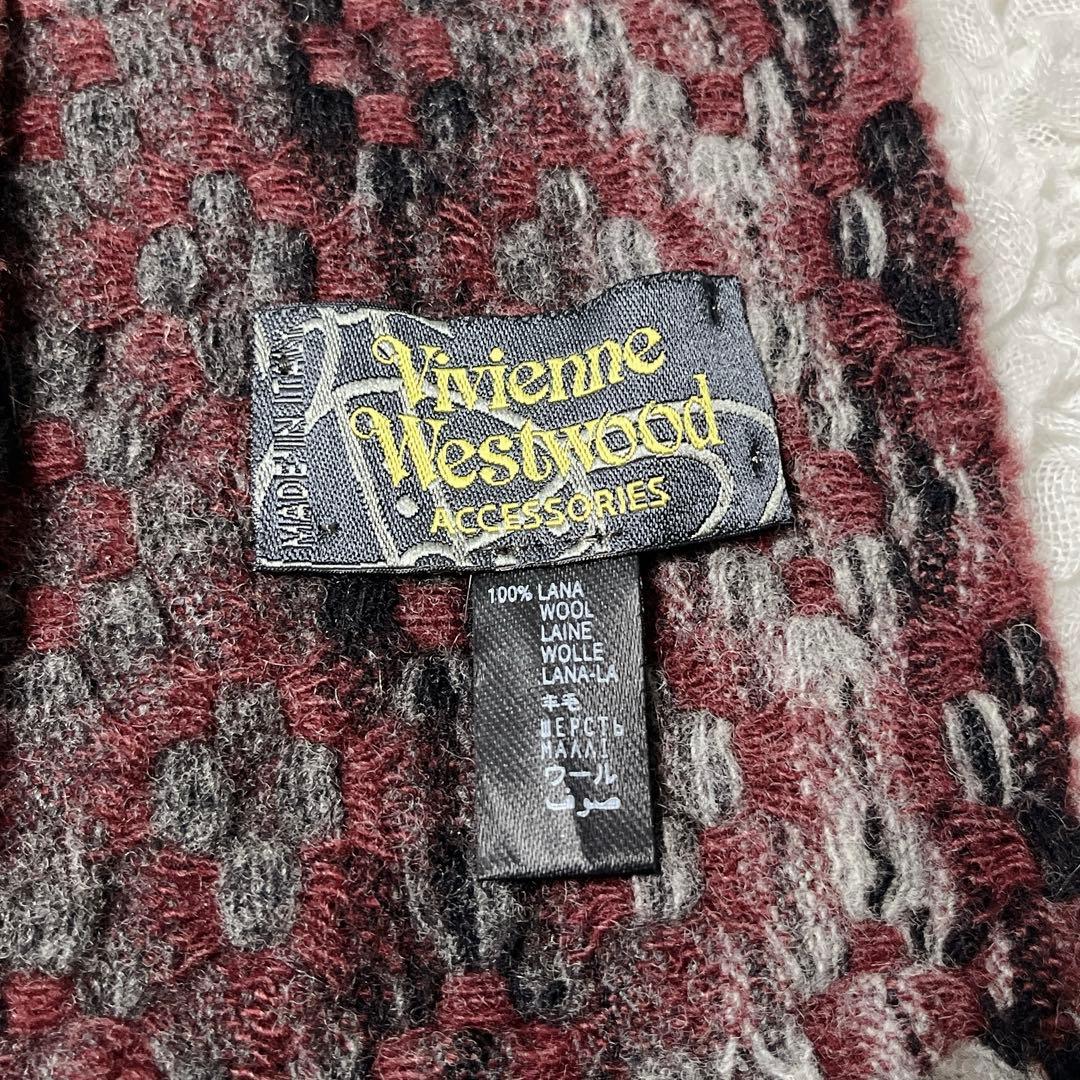 MADE IN ITALY
Vivienne
Westwood
ACCESSORIES
100% LANA
WOOL
LAINE
WOLLE
LANA-LA
羊毛
ШЕРСТЬ
ΜΑΛΛΙ
ウール
صوف